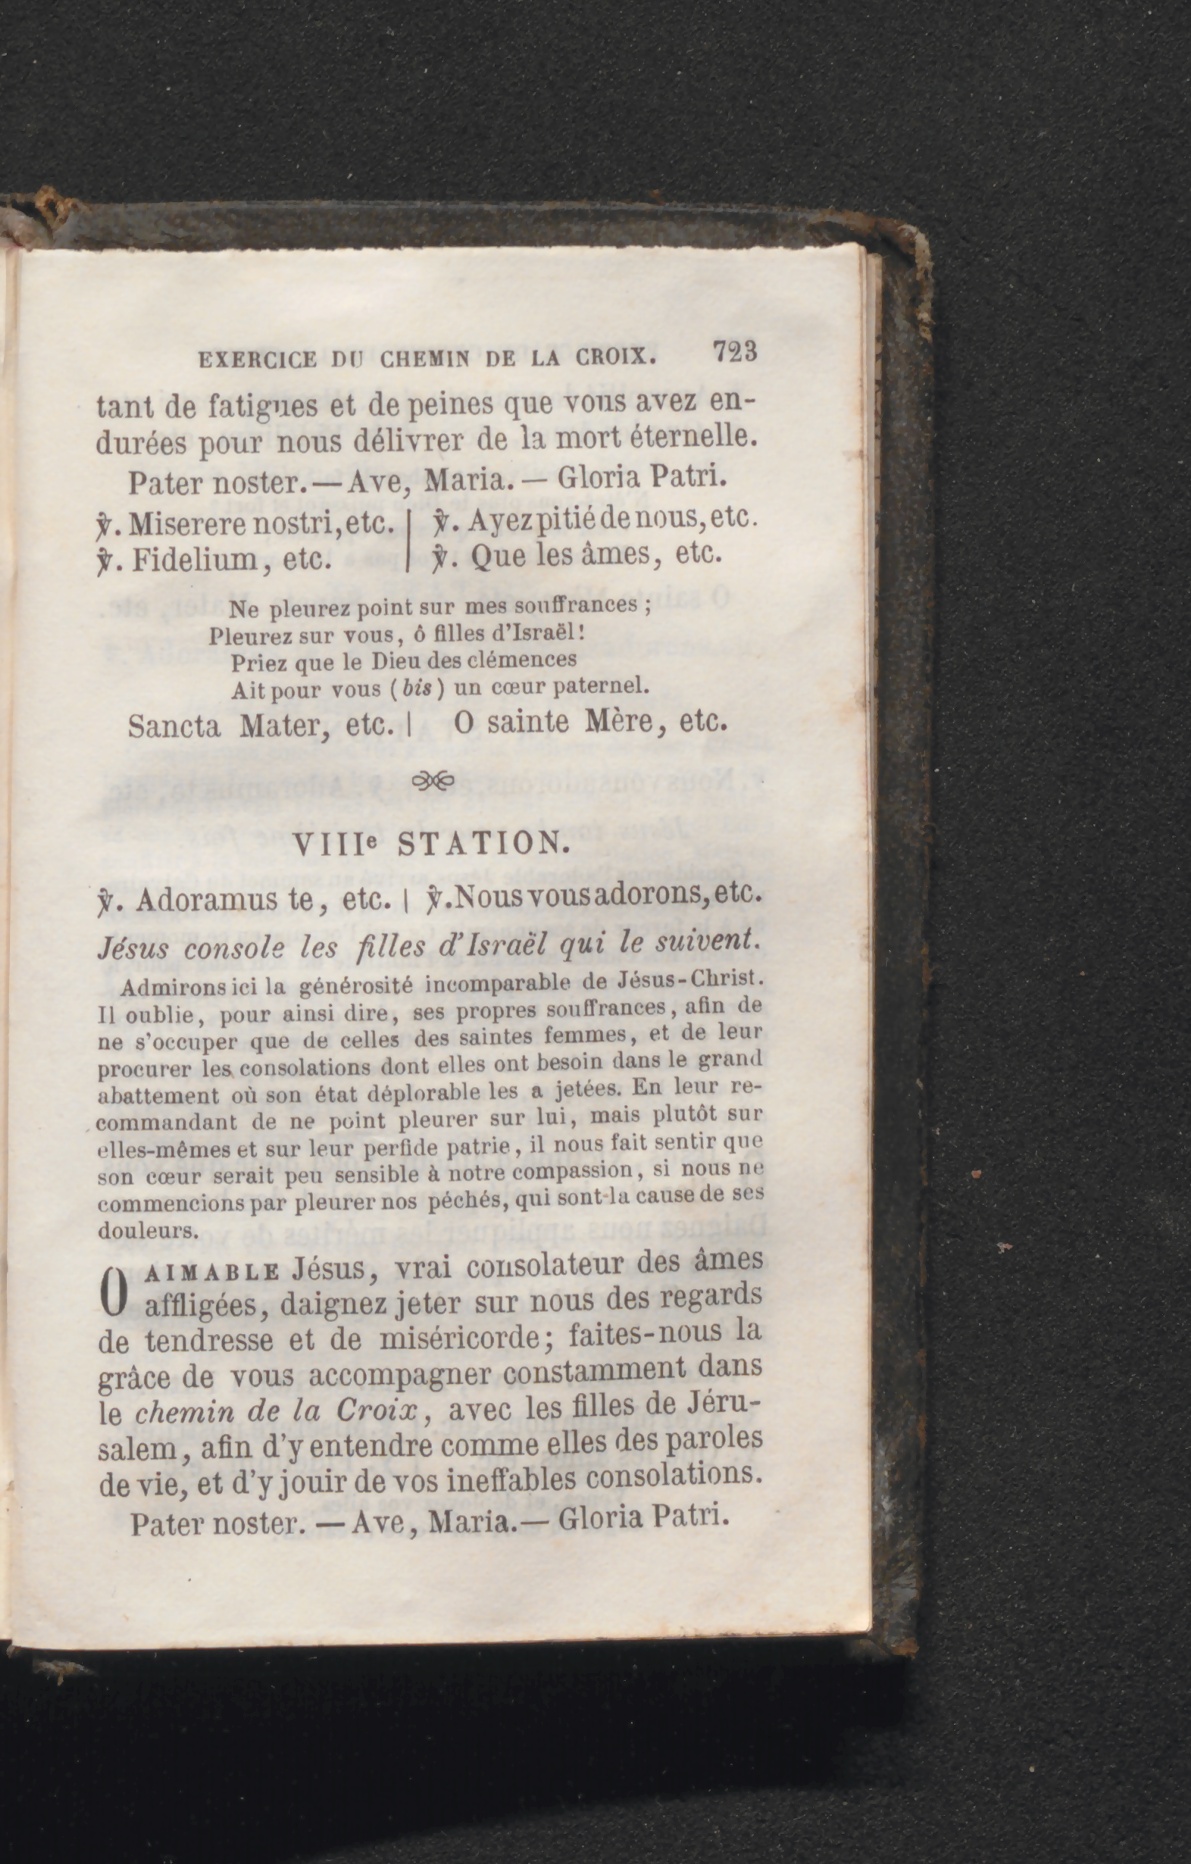 EXERCICE DU CHEMIN DE LA CROIX. 723
tant de fatigues et de peines que vous avez en-
durées pour nous délivrer de la mort éternelle.
Pater noster. — Ave, Maria. — Gloria Patri.
℣. Miserere nostri, etc. | ℣. Ayez pitié de nous, etc.
℣. Fidelium, etc. | ℣. Que les âmes, etc.
Ne pleurez point sur mes souffrances ;
Pleurez sur vous, ô filles d'Israël !
Priez que le Dieu des clémences
Ait pour vous (bis) un cœur paternel.
Sancta Mater, etc. | O sainte Mère, etc.
VIIIe STATION.
℣. Adoramus te, etc. | ℣. Nous vous adorons, etc.
Jésus console les filles d'Israël qui le suivent.
Admirons ici la générosité incomparable de Jésus-Christ.
Il oublie, pour ainsi dire, ses propres souffrances, afin de
ne s'occuper que de celles des saintes femmes, et de leur
procurer les consolations dont elles ont besoin dans le grand
abattement où son état déplorable les a jetées. En leur re-
commandant de ne point pleurer sur lui, mais plutôt sur
elles-mêmes et sur leur perfide patrie, il nous fait sentir que
son cœur serait peu sensible à notre compassion, si nous ne
commencions par pleurer nos péchés, qui sont-la cause de ses
douleurs.
O AIMABLE Jésus, vrai consolateur des âmes
affligées, daignez jeter sur nous des regards
de tendresse et de miséricorde; faites-nous la
grâce de vous accompagner constamment dans
le chemin de la Croix, avec les filles de Jéru-
salem, afin d'y entendre comme elles des paroles
de vie, et d'y jouir de vos ineffables consolations.
Pater noster. — Ave, Maria. — Gloria Patri.